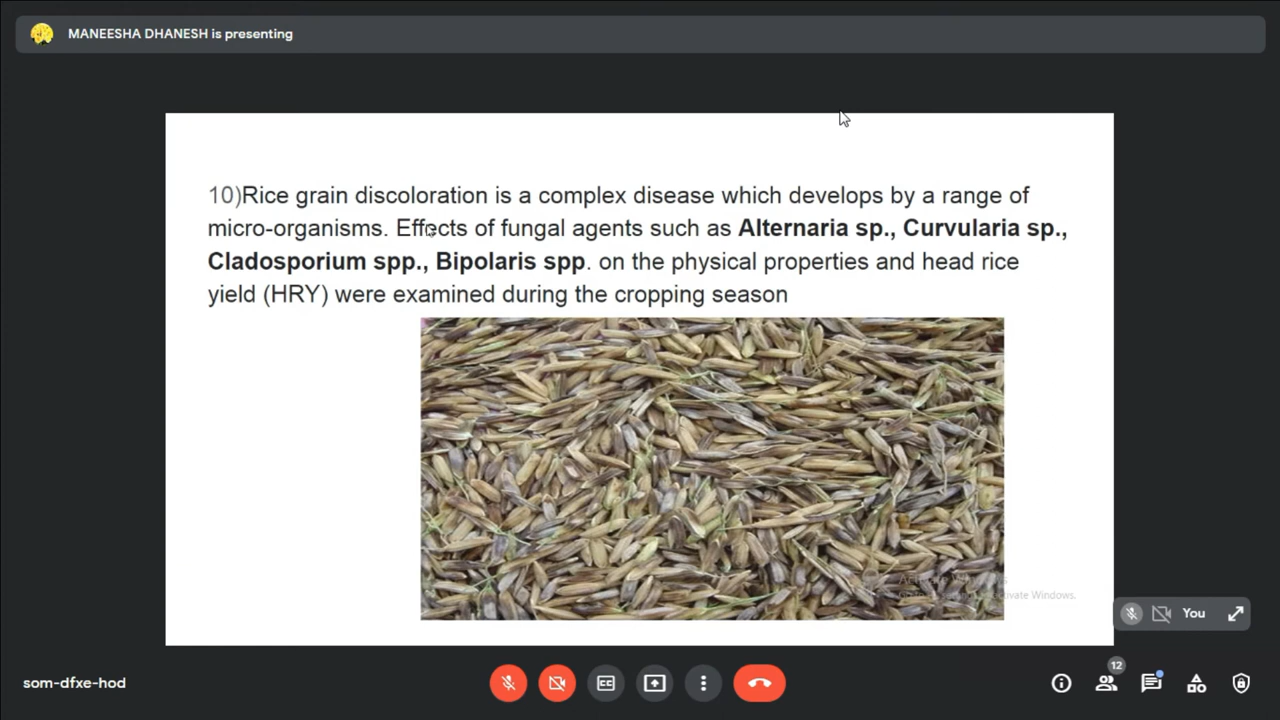 MANEESHA DHANESH is presenting
10)Rice grain discoloration is a complex disease which develops by a range of
micro-organisms. Effects of fungal agents such as Alternaria sp., Curvularia sp.,
Cladosporium spp., Bipolaris spp. on the physical properties and head rice
yield (HRY) were examined during the cropping season
You
12
som-dfxe-hod
CC